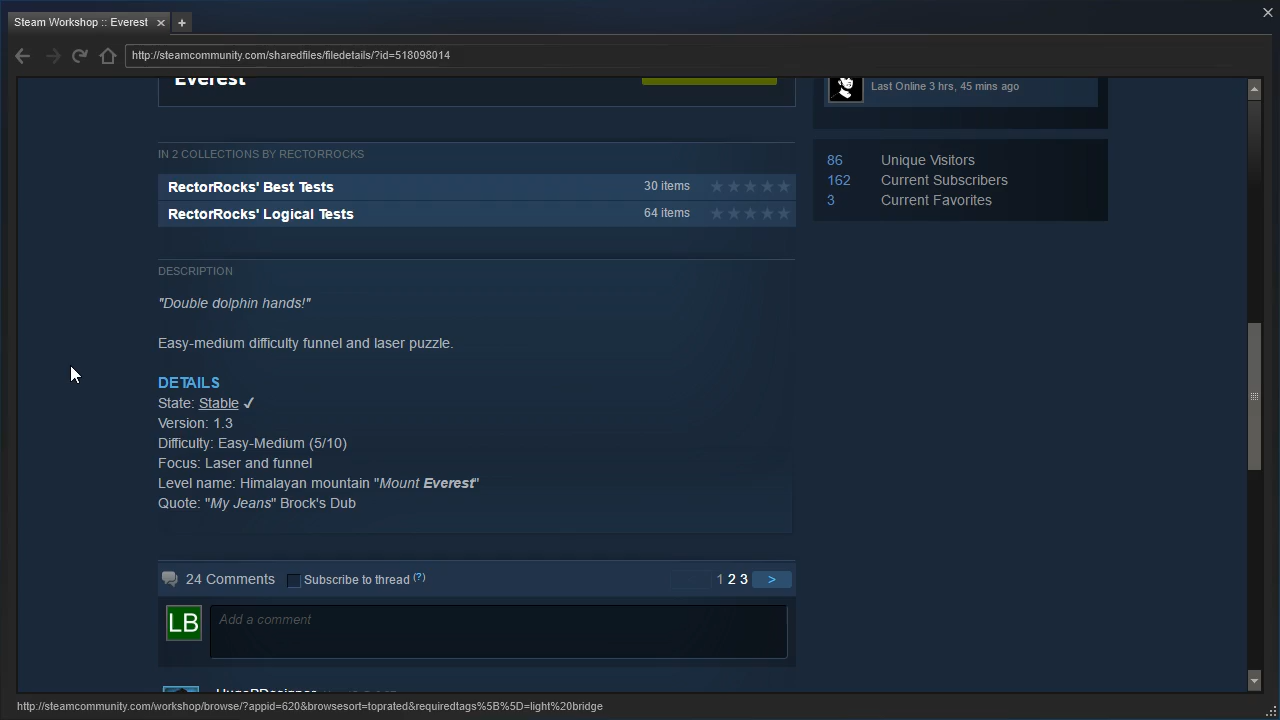 Steam Workshop :: Everest
http://steamcommunity.com/sharedfiles/filedetails/?id=518098014
Everest
Last Online 3 hrs, 45 mins ago
IN 2 COLLECTIONS BY RECTORROCKS
RectorRocks' Best Tests 30 items
RectorRocks' Logical Tests 64 items
86 Unique Visitors
162 Current Subscribers
3 Current Favorites
DESCRIPTION
"Double dolphin hands!"
Easy-medium difficulty funnel and laser puzzle.
DETAILS
State: Stable ✔
Version: 1.3
Difficulty: Easy-Medium (5/10)
Focus: Laser and funnel
Level name: Himalayan mountain "Mount Everest"
Quote: "My Jeans" Brock's Dub
24 Comments Subscribe to thread (?) < 1 2 3 >
LB
Add a comment
http://steamcommunity.com/workshop/browse/?appid=620&browsesort=toprated&requiredtags%5B%5D=light%20bridge